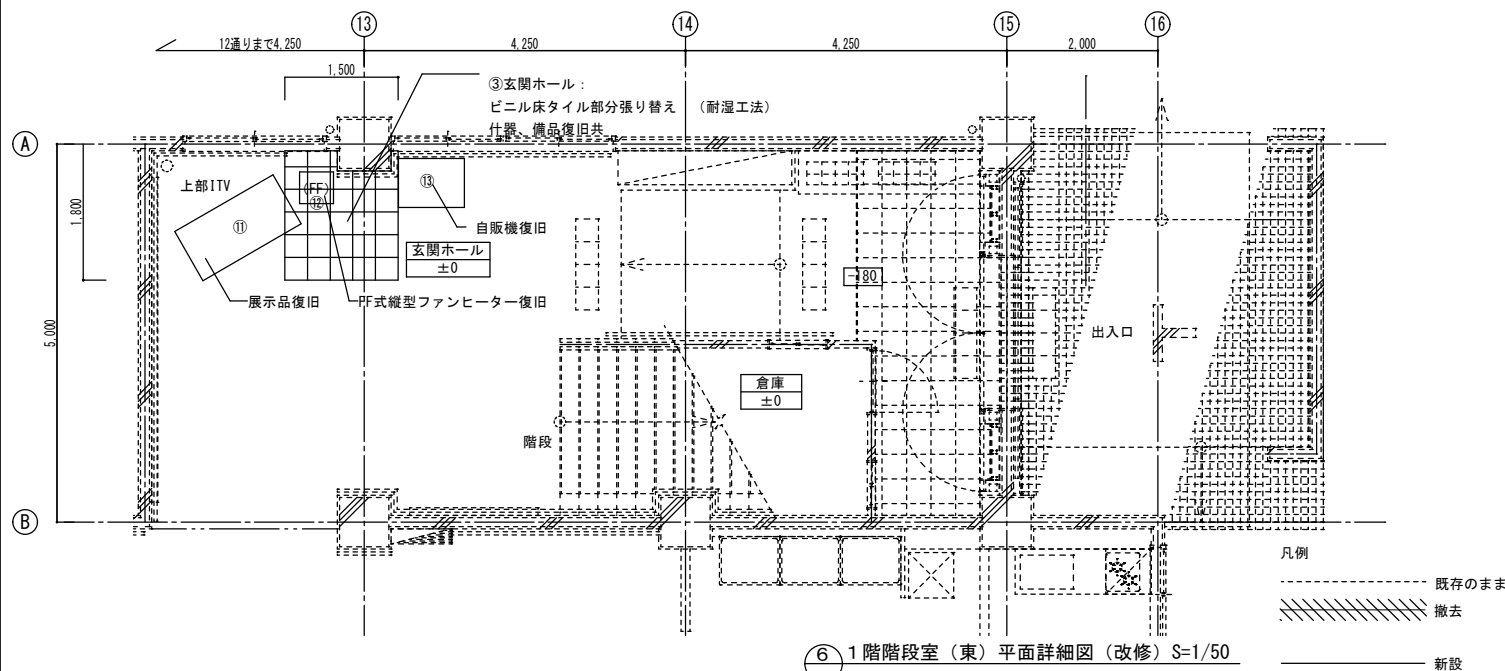 13
14
15
16
12通りまで4,250
4,250
4,250
2,000
1,500
③玄関ホール：
ビニル床タイル部分張り替え　（耐湿工法）
什器、備品復旧共
A
上部ITV
(FF)
⑫
⑬
⑪
1,800
自販機復旧
玄関ホール
±0
-180
展示品復旧
FF式縦型ファンヒーター復旧
5,000
出入口
倉庫
±0
階段
B
凡例
既存のまま
撤去
新設
6
1階階段室（東）平面詳細図（改修）S=1/50